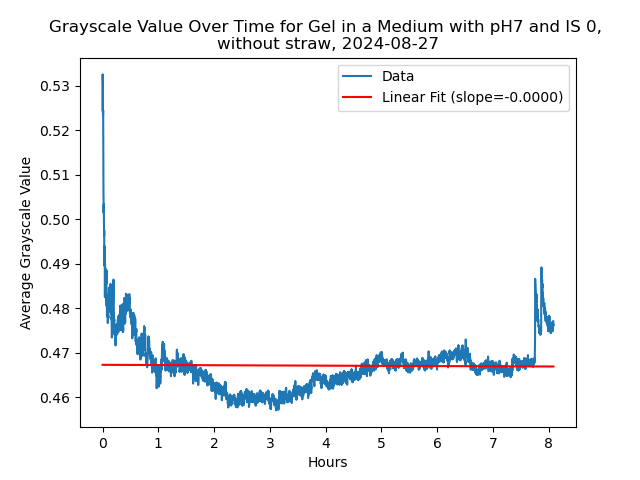 Grayscale Value Over Time for Gel in a Medium with pH7 and IS 0,
without straw, 2024-08-27
Data
Linear Fit (slope=-0.0000)
Average Grayscale Value
0.53
0.52
0.51
0.50
0.49
0.48
0.47
0.46
0 1 2 3 4 5 6 7 8
Hours